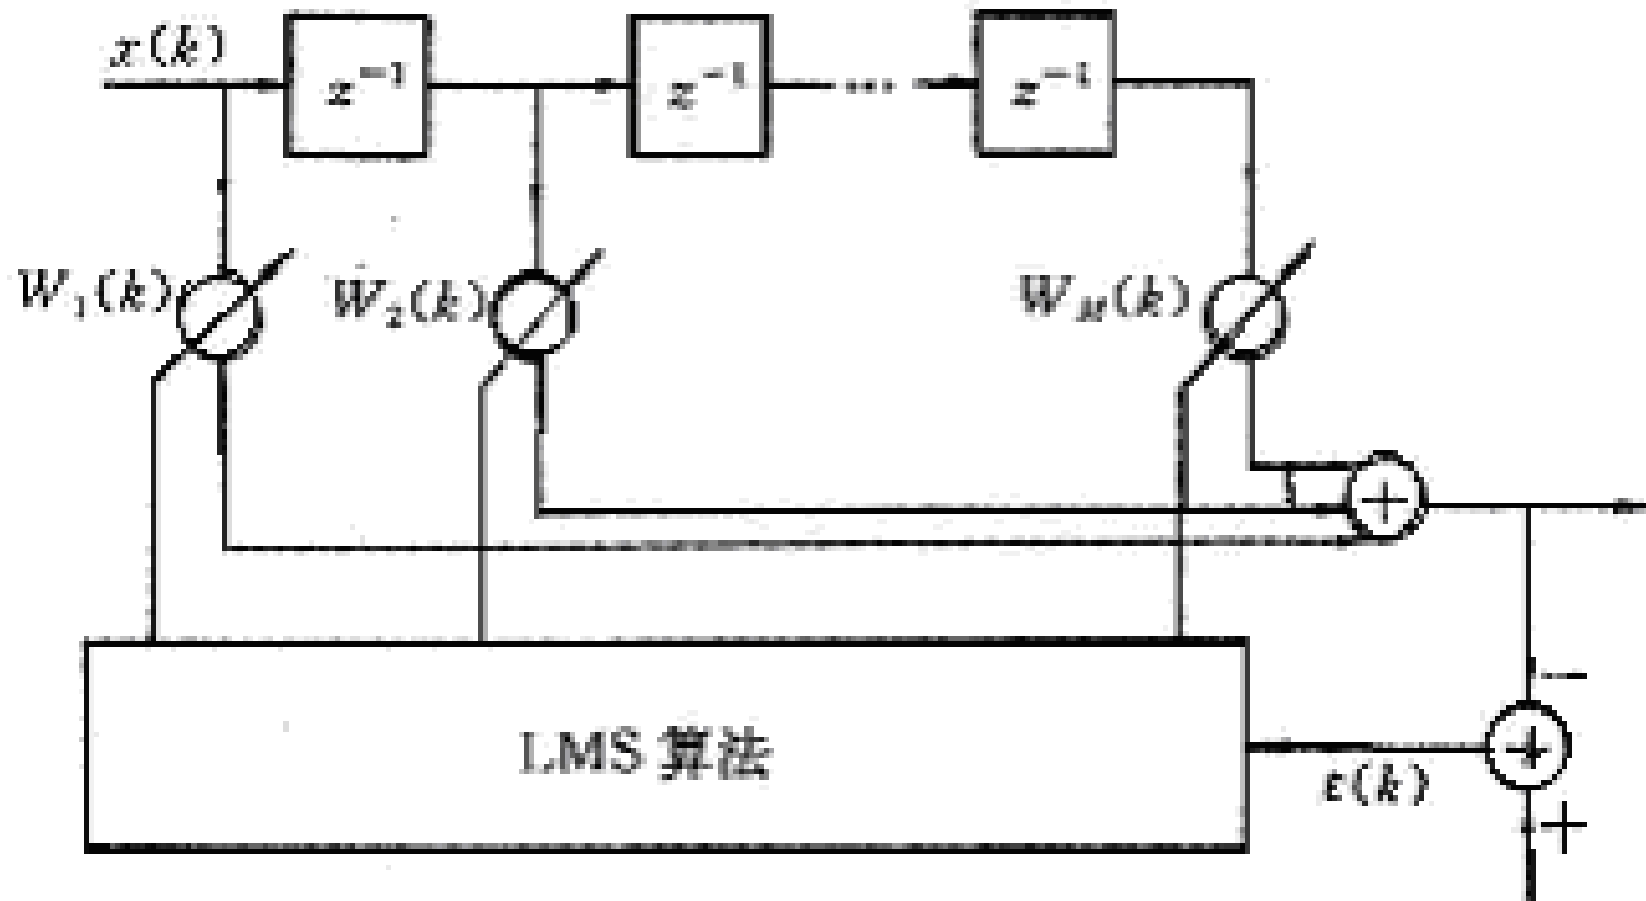 x(k)
z⁻¹ z⁻¹ ... z⁻¹
W₁(k) W₂(k) W_M(k)
+
−
LMS 算法
ε(k)
+
+